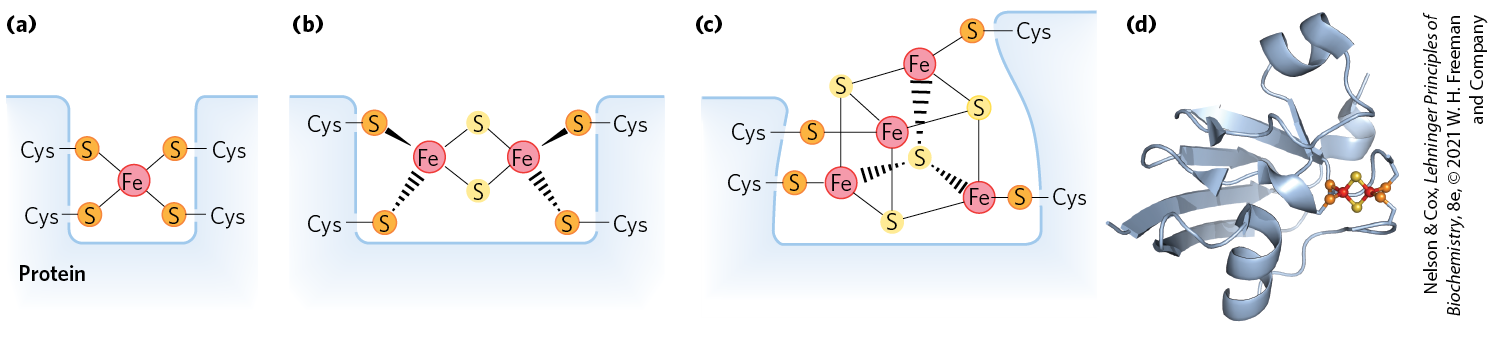 (a)
Cys S S Cys
Fe
Cys S S Cys
Protein
(b)
Cys S S S Cys
Fe Fe
S
Cys S S Cys
(c)
S Cys
Fe
S
S
Cys S Fe
S
Cys S Fe
Fe S Cys
S
(d)
Nelson & Cox, Lehninger Principles of
Biochemistry, 8e, © 2021 W. H. Freeman
and Company